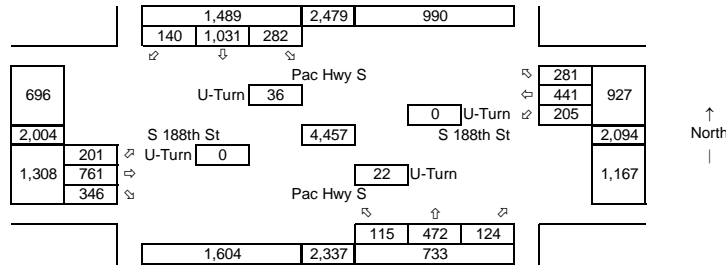 1,489 2,479 990
140 1,031 282
⬃ ⇩ ⬂
Pac Hwy S
⬁ 281
696 U-Turn 36 ⇦ 441 927
0 U-Turn ⬃ 205 ↑
2,004 S 188th St 4,457 S 188th St 2,094 North
201 ⬀ U-Turn 0 |
1,308 761 ⇨ 22 U-Turn 1,167
346 ⬂ Pac Hwy S
⬁ ⇧ ⬀
115 472 124
1,604 2,337 733